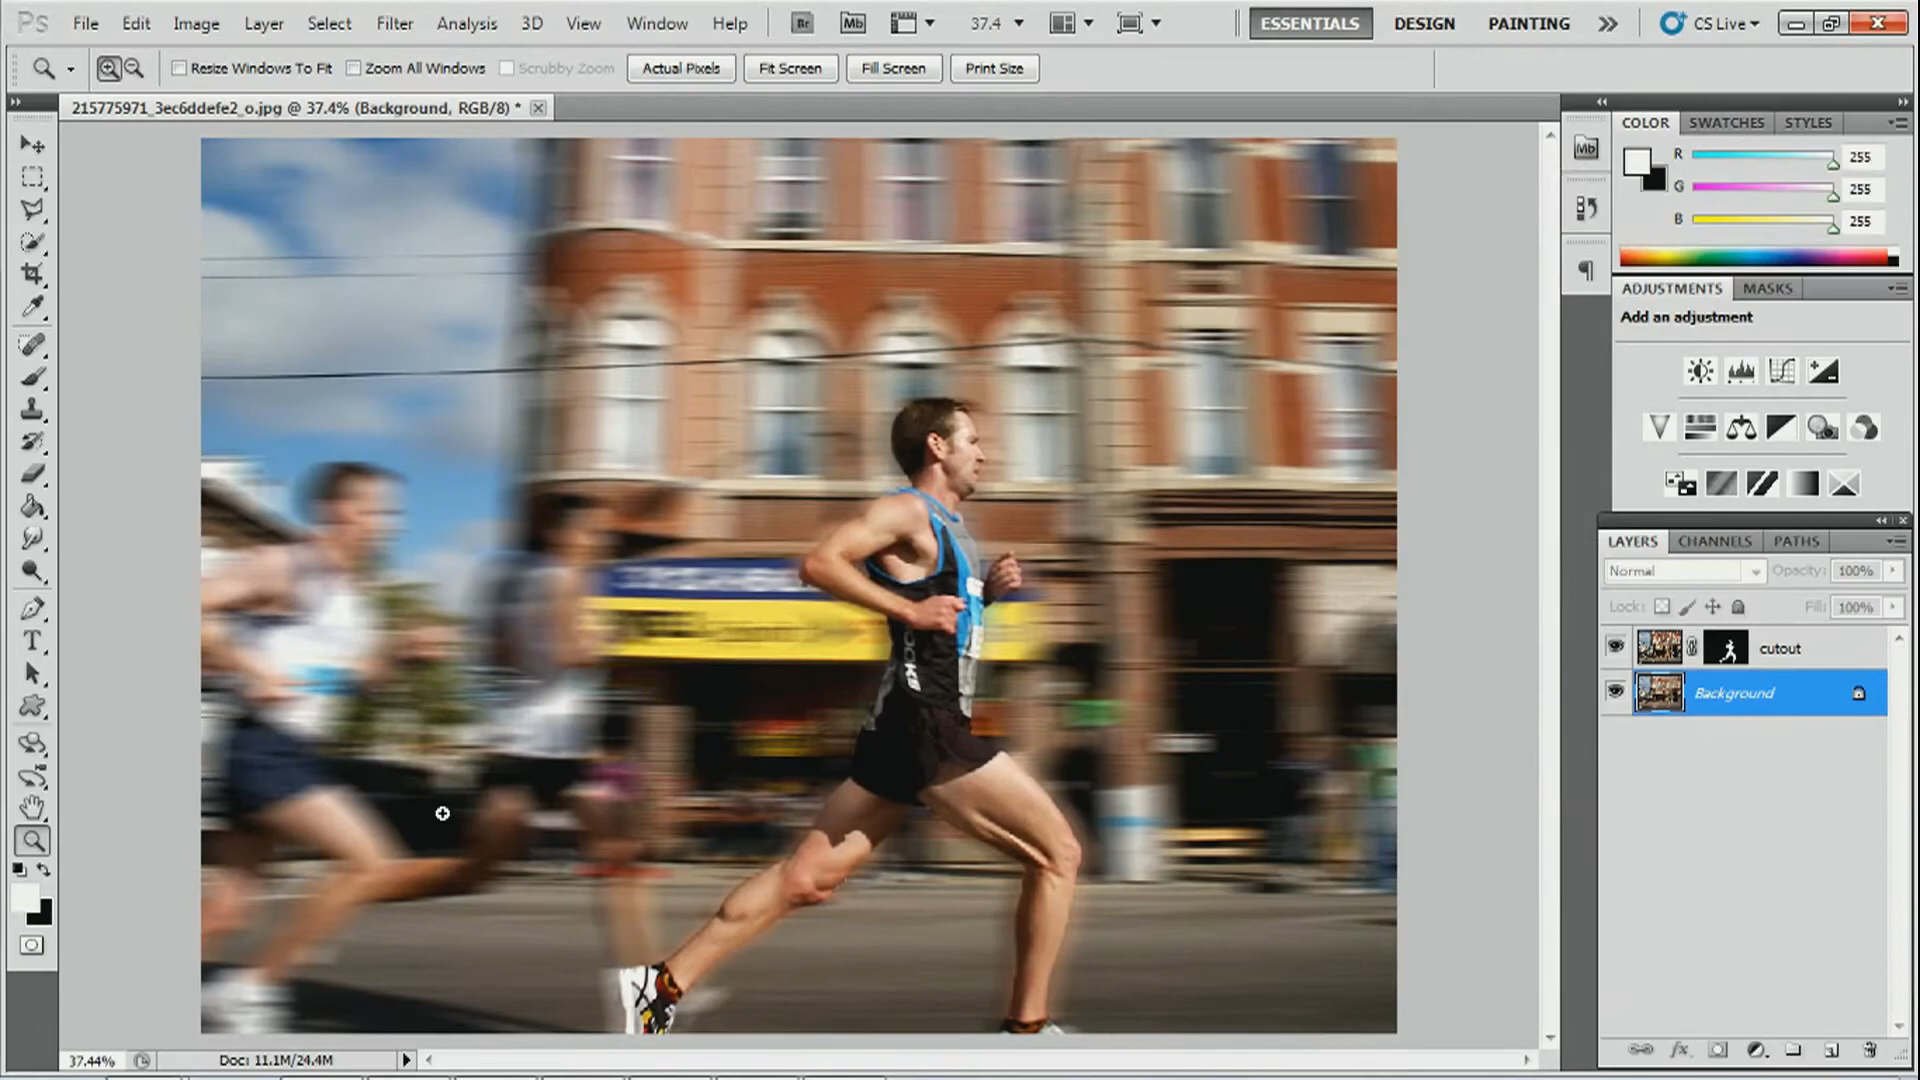 Ps File Edit Image Layer Select Filter Analysis 3D View Window Help Br Mb 37.4 ESSENTIALS DESIGN PAINTING CS Live
Resize Windows To Fit Zoom All Windows Scrubby Zoom Actual Pixels Fit Screen Fill Screen Print Size
215775971_3ec6ddefe2_o.jpg @ 37.4% (Background, RGB/8) *
COLOR SWATCHES STYLES
Mb
R 255
G 255
B 255
ADJUSTMENTS MASKS
Add an adjustment
LAYERS CHANNELS PATHS
Normal Opacity: 100%
Lock: Fill: 100%
cutout
Background
37.44% Doc: 11.1M/24.4M